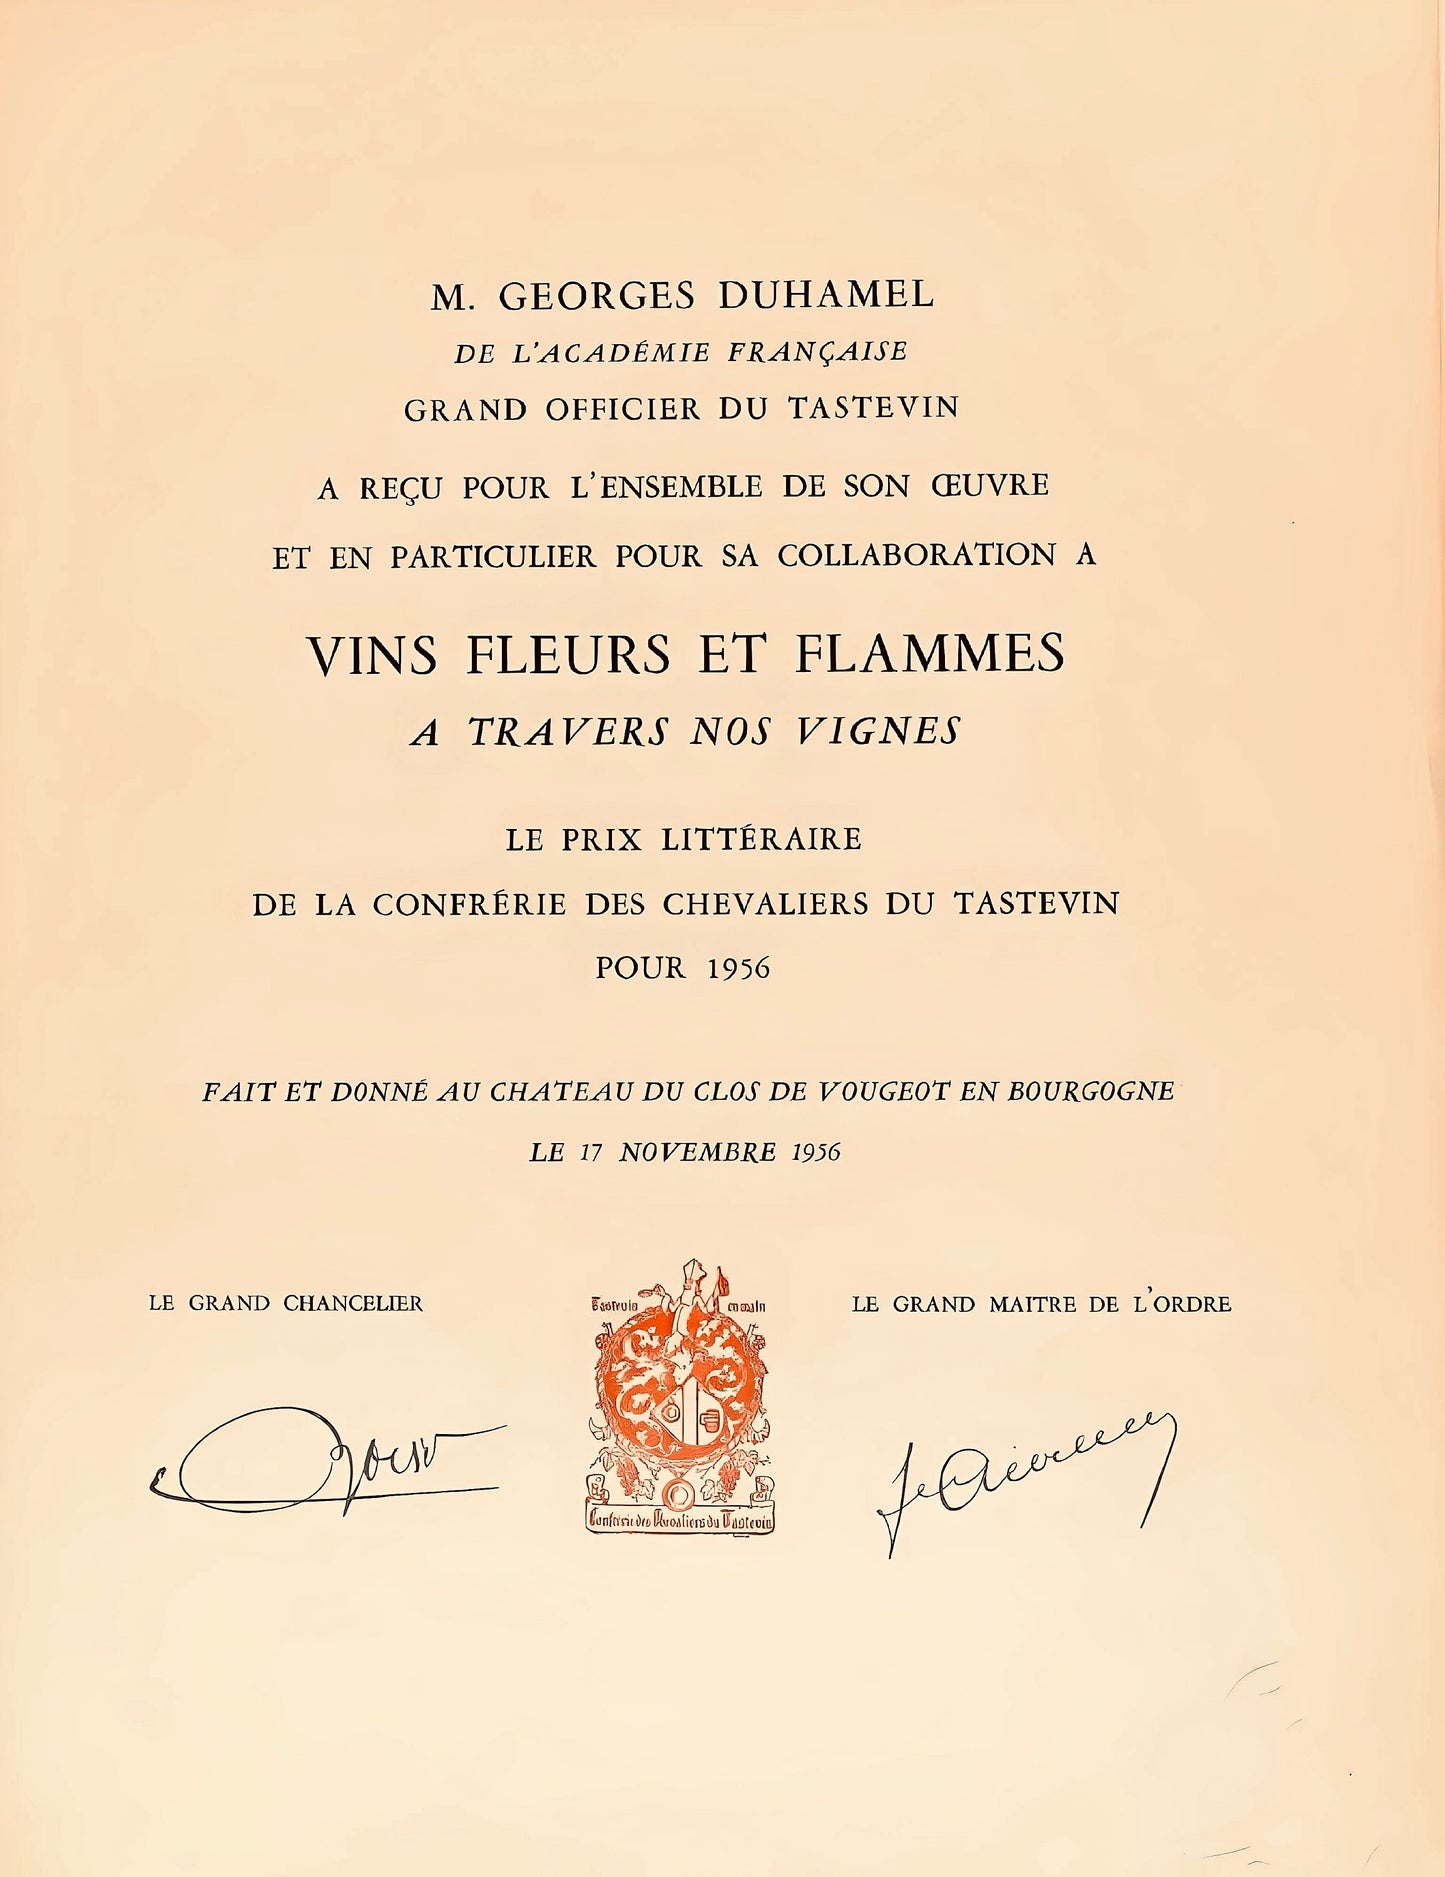 M. GEORGES DUHAMEL
DE L'ACADÉMIE FRANÇAISE
GRAND OFFICIER DU TASTEVIN
A REÇU POUR L'ENSEMBLE DE SON ŒUVRE
ET EN PARTICULIER POUR SA COLLABORATION A
VINS FLEURS ET FLAMMES
A TRAVERS NOS VIGNES
LE PRIX LITTÉRAIRE
DE LA CONFRÉRIE DES CHEVALIERS DU TASTEVIN
POUR 1956
FAIT ET DONNÉ AU CHATEAU DU CLOS DE VOUGEOT EN BOURGOGNE
LE 17 NOVEMBRE 1956
LE GRAND CHANCELIER
LE GRAND MAITRE DE L'ORDRE
Tastevin en main
Confrérie des Chevaliers du Tastevin